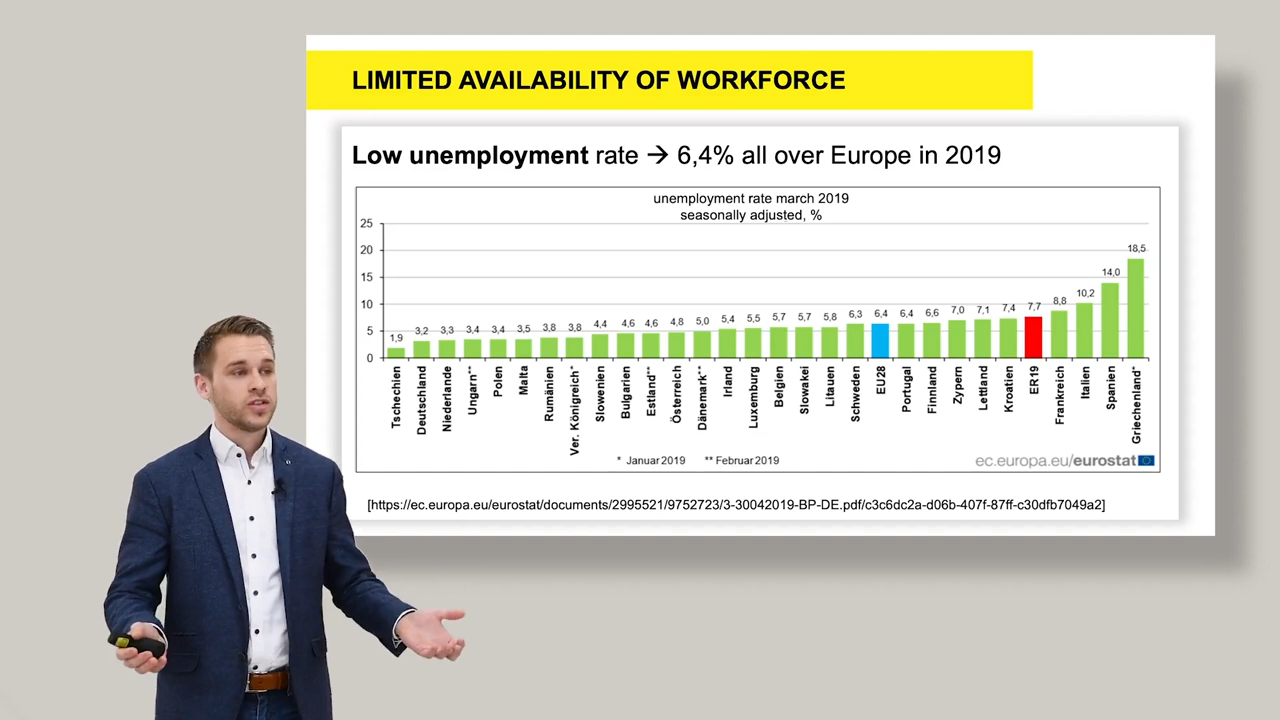 LIMITED AVAILABILITY OF WORKFORCE
Low unemployment rate → 6,4% all over Europe in 2019
unemployment rate march 2019
seasonally adjusted, %
25
20
15
10
5
0
1,9
3,2
3,3
3,4
3,4
3,5
3,8
3,8
4,4
4,6
4,6
4,8
5,0
5,4
5,5
5,7
5,7
5,8
6,3
6,4
6,4
6,6
7,0
7,1
7,4
7,7
8,8
10,2
14,0
18,5
Tschechien
Deutschland
Niederlande
Ungarn**
Polen
Malta
Rumänien
Ver. Königreich*
Slowenien
Bulgarien
Estland**
Österreich
Dänemark**
Irland
Luxemburg
Belgien
Slowakei
Litauen
Schweden
EU28
Portugal
Finnland
Zypern
Lettland
Kroatien
ER19
Frankreich
Italien
Spanien
Griechenland*
* Januar 2019 ** Februar 2019
ec.europa.eu/eurostat
[https://ec.europa.eu/eurostat/documents/2995521/9752723/3-30042019-BP-DE.pdf/c3c6dc2a-d06b-407f-87ff-c30dfb7049a2]